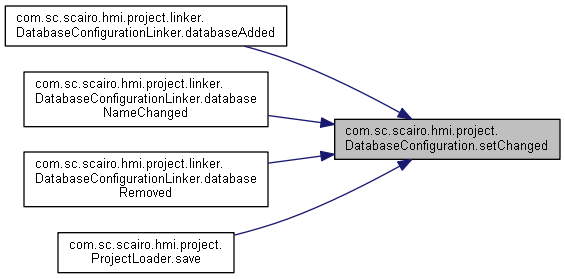 com.sc.scairo.hmi.project.linker.
DatabaseConfigurationLinker.databaseAdded
com.sc.scairo.hmi.project.linker.
DatabaseConfigurationLinker.database
NameChanged
com.sc.scairo.hmi.project.
DatabaseConfiguration.setChanged
com.sc.scairo.hmi.project.linker.
DatabaseConfigurationLinker.database
Removed
com.sc.scairo.hmi.project.
ProjectLoader.save